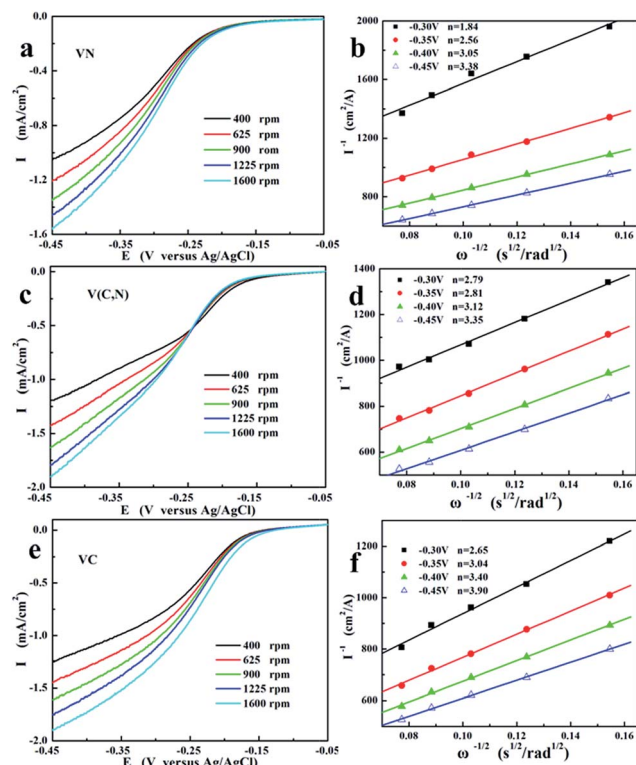 a
VN
I (mA/cm²)
0.0
-0.4
-0.8
-1.2
-1.6
400 rpm
625 rpm
900 rom
1225 rpm
1600 rpm
-0.45 -0.35 -0.25 -0.15 -0.05
E (V versus Ag/AgCl)
b
I⁻¹ (cm²/A)
2000
1600
1200
800
-0.30V n=1.84
-0.35V n=2.56
-0.40V n=3.05
-0.45V n=3.38
0.08 0.10 0.12 0.14 0.16
ω⁻¹/² (s¹/²/rad¹/²)
c
V(C,N)
I (mA/cm²)
0.0
-0.5
-1.0
-1.5
-2.0
400 rpm
625 rpm
900 rpm
1225 rpm
1600 rpm
-0.45 -0.35 -0.25 -0.15 -0.05
E (V versus Ag/AgCl)
d
I⁻¹ (cm²/A)
1400
1200
1000
800
600
-0.30V n=2.79
-0.35V n=2.81
-0.40V n=3.12
-0.45V n=3.35
0.08 0.10 0.12 0.14 0.16
ω⁻¹/² (s¹/²/rad¹/²)
e
VC
I (mA/cm²)
0.0
-0.5
-1.0
-1.5
-2.0
400 rpm
625 rpm
900 rpm
1225 rpm
1600 rpm
-0.45 -0.35 -0.25 -0.15 -0.05
E (V versus Ag/AgCl)
f
I⁻¹ (cm²/A)
1200
1000
800
600
-0.30V n=2.65
-0.35V n=3.04
-0.40V n=3.40
-0.45V n=3.90
0.08 0.10 0.12 0.14 0.16
ω⁻¹/² (s¹/²/rad¹/²)